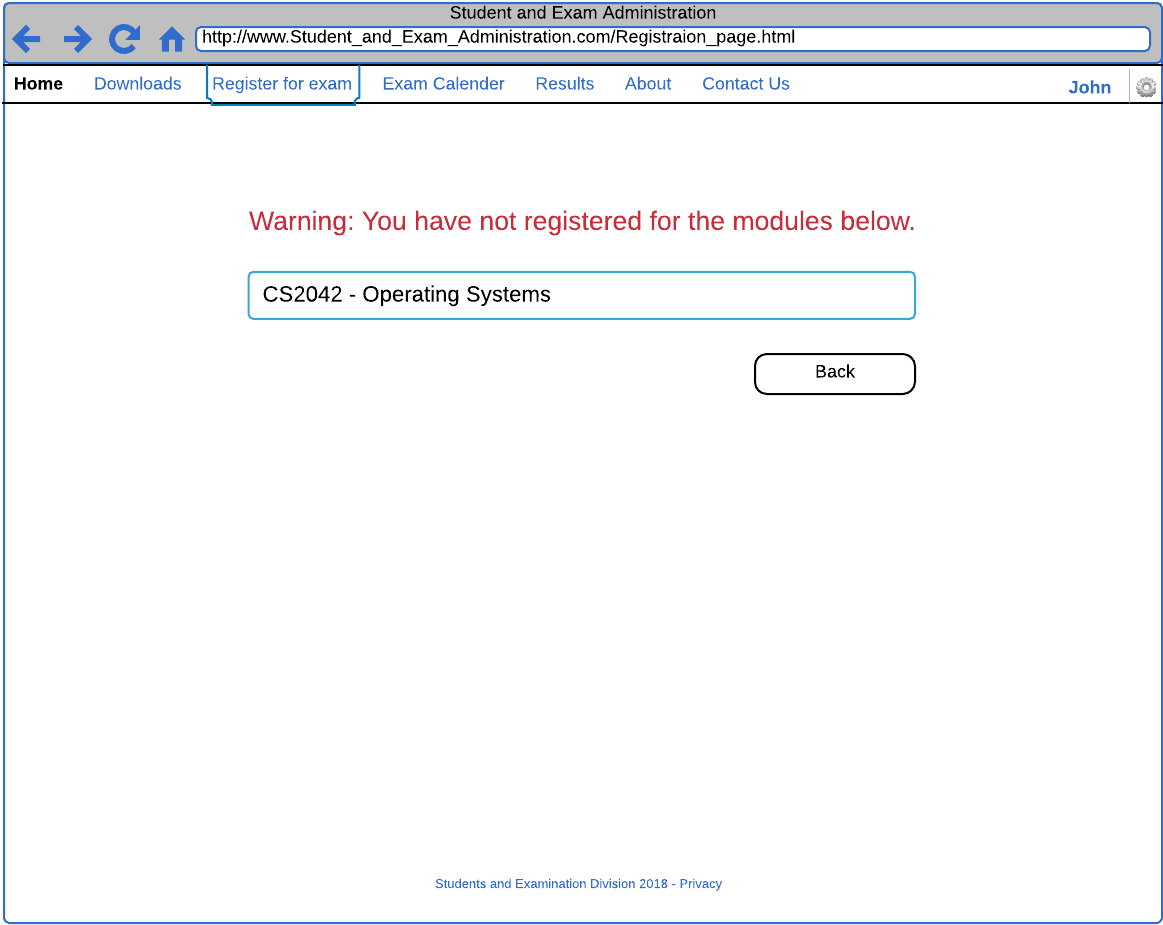 Student and Exam Administration
http://www.Student_and_Exam_Administration.com/Registraion_page.html
Home Downloads Register for exam Exam Calender Results About Contact Us John
Warning: You have not registered for the modules below.
CS2042 - Operating Systems
Back
Students and Examination Division 2018 - Privacy